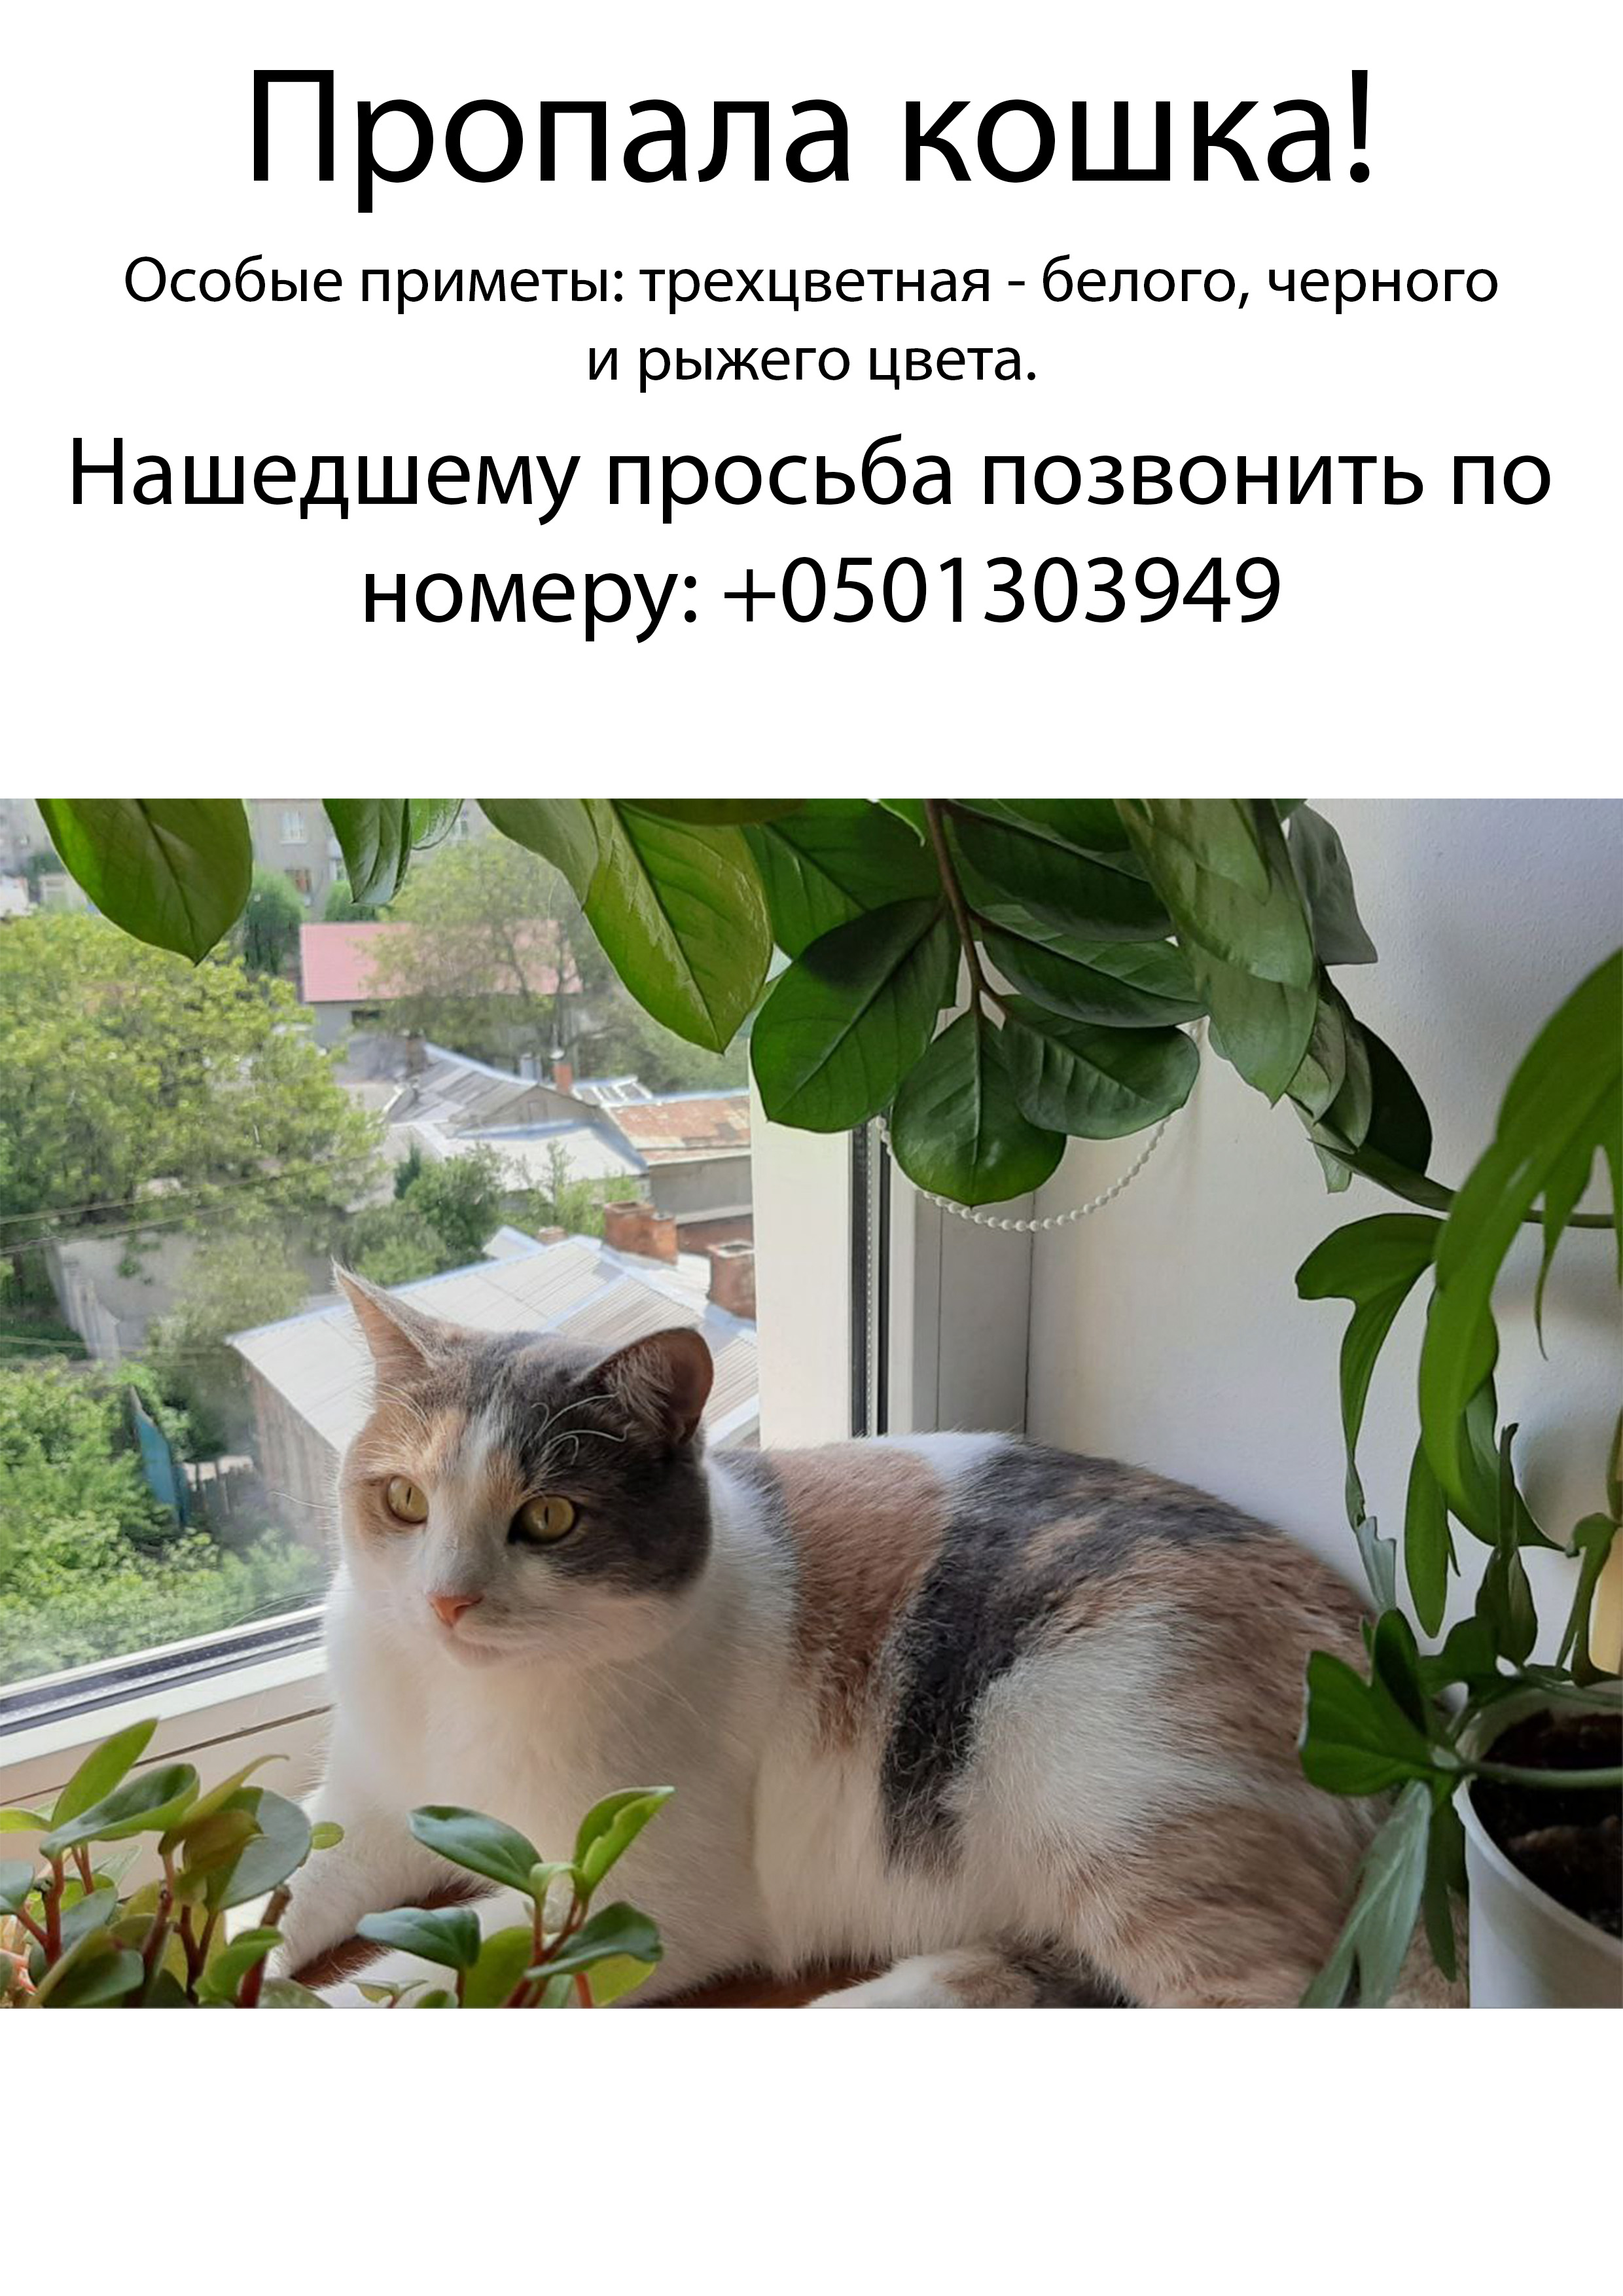 Пропала кошка!
Особые приметы: трехцветная - белого, черного
и рыжего цвета.
Нашедшему просьба позвонить по
номеру: +0501303949